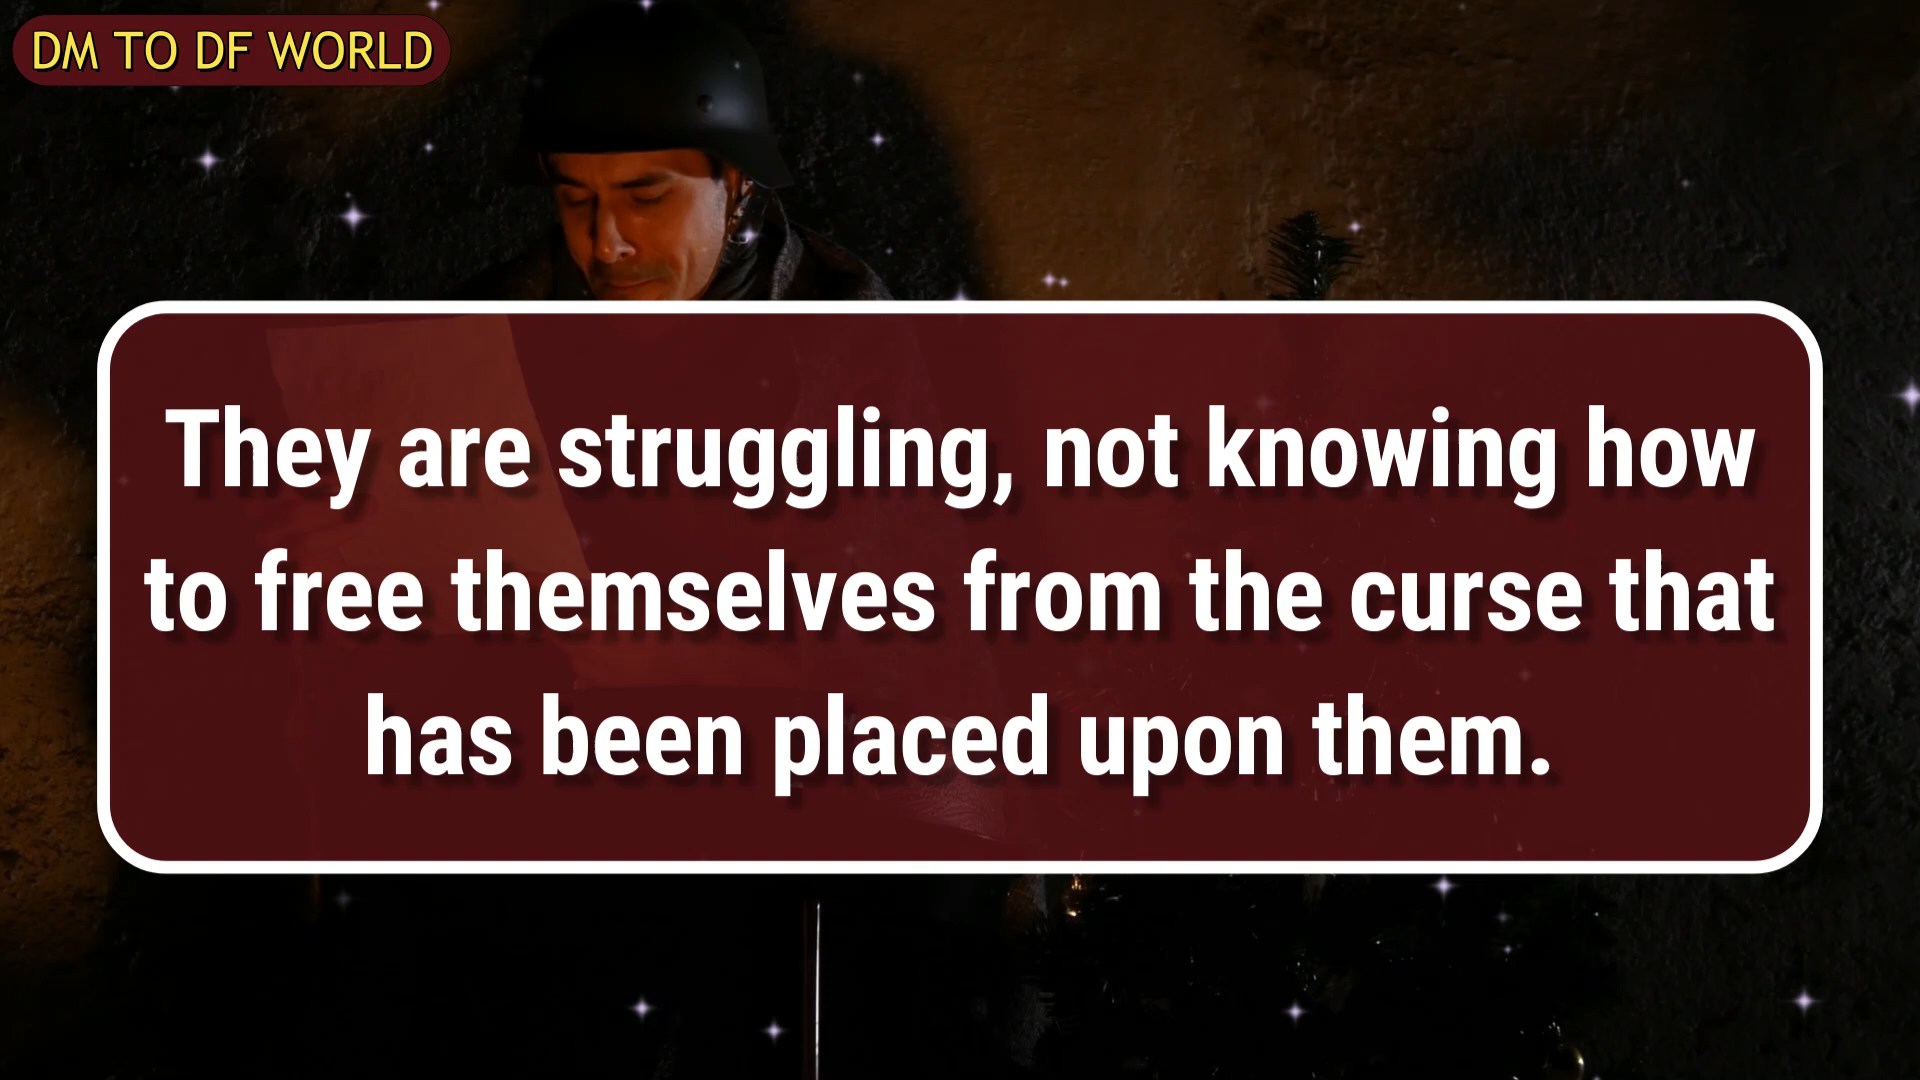 DM TO DF WORLD
They are struggling, not knowing how
to free themselves from the curse that
has been placed upon them.